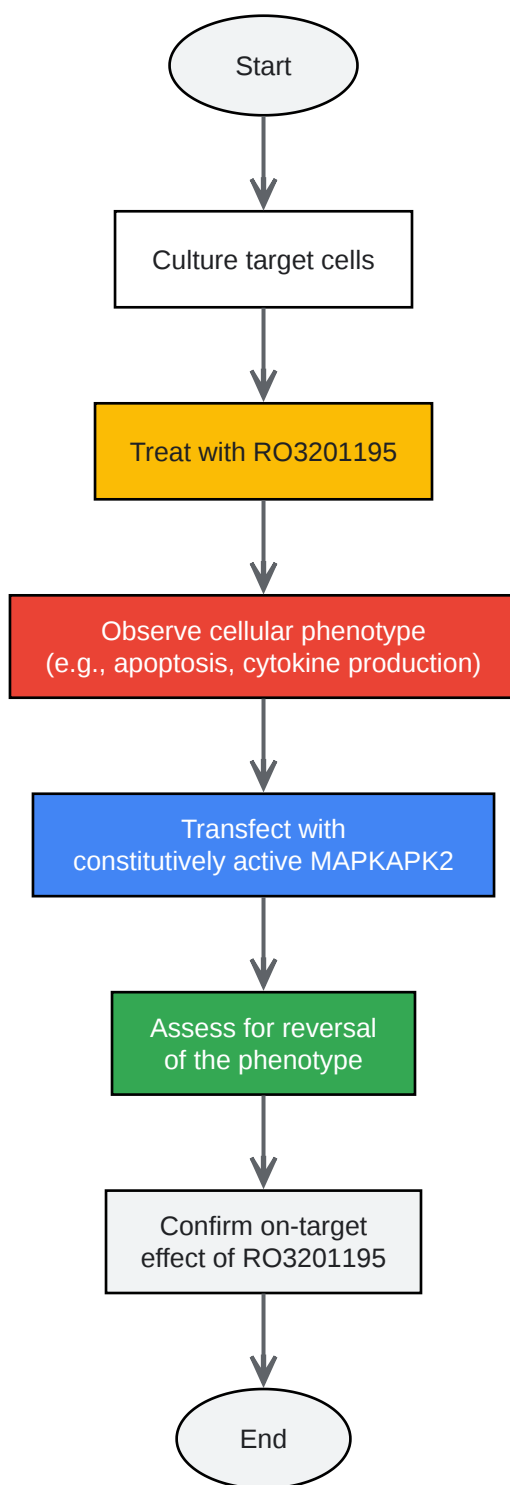 Start
Culture target cells
Treat with RO3201195
Observe cellular phenotype
(e.g., apoptosis, cytokine production)
Transfect with
constitutively active MAPKAPK2
Assess for reversal
of the phenotype
Confirm on-target
effect of RO3201195
End